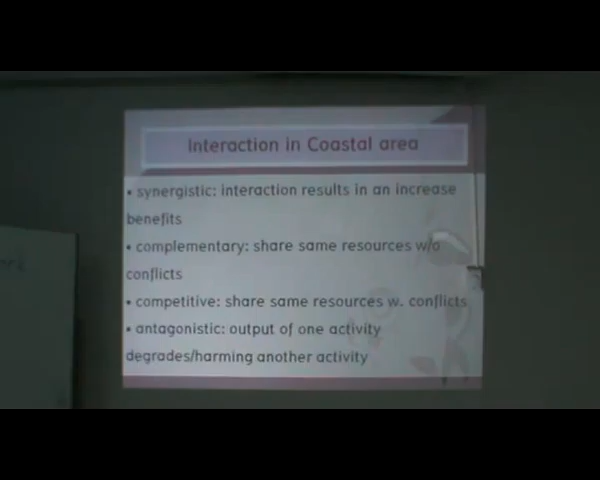 Interaction in Coastal area
• synergistic: interaction results in an increase
benefits
• complementary: share same resources w/o
conflicts
• competitive: share same resources w. conflicts
• antagonistic: output of one activity
degrades/harming another activity